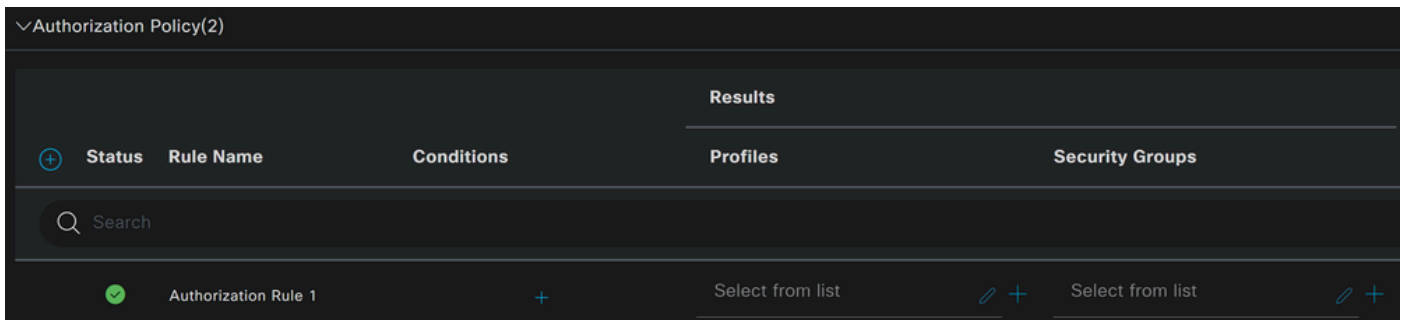 Authorization Policy(2)
Results
Status Rule Name Conditions Profiles Security Groups
Search
Authorization Rule 1 Select from list Select from list